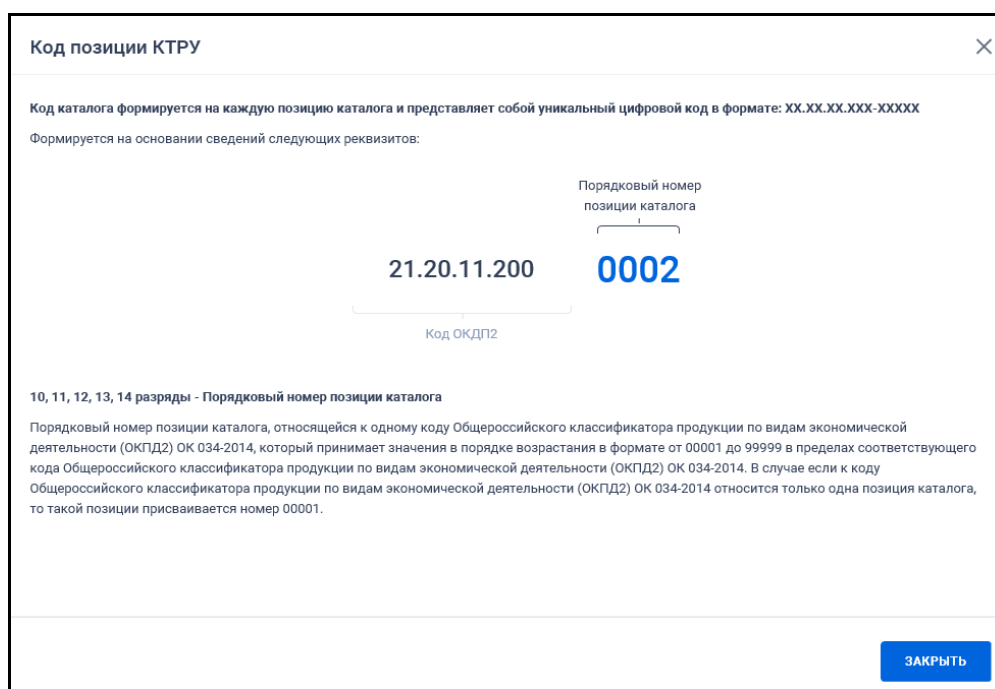 Код позиции КТРУ
Код каталога формируется на каждую позицию каталога и представляет собой уникальный цифровой код в формате: XX.XX.XX.XXX-XXXXX
Формируется на основании сведений следующих реквизитов:
Порядковый номер
позиции каталога
21.20.11.200 0002
Код ОКДП2
10, 11, 12, 13, 14 разряды - Порядковый номер позиции каталога
Порядковый номер позиции каталога, относящейся к одному коду Общероссийского классификатора продукции по видам экономической
деятельности (ОКПД2) ОК 034-2014, который принимает значения в порядке возрастания в формате от 00001 до 99999 в пределах соответствующего
кода Общероссийского классификатора продукции по видам экономической деятельности (ОКПД2) ОК 034-2014. В случае если к коду
Общероссийского классификатора продукции по видам экономической деятельности (ОКПД2) ОК 034-2014 относится только одна позиция каталога,
то такой позиции присваивается номер 00001.
ЗАКРЫТЬ